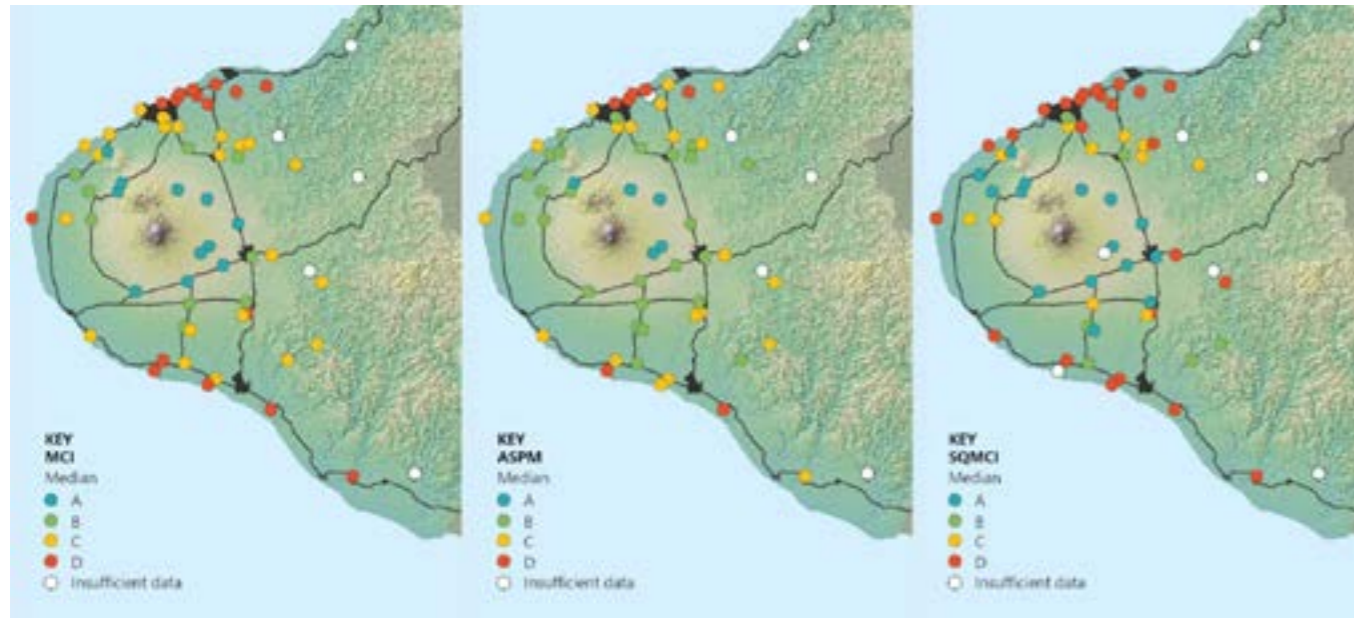 KEY
MCI
Median
A
B
C
D
Insufficient data
KEY
ASPM
Median
A
B
C
D
Insufficient data
KEY
SQMCI
Median
A
B
C
D
Insufficient data